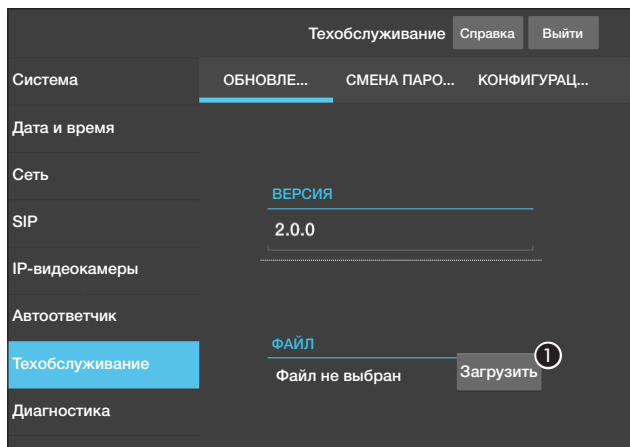 Техобслуживание Справка Выйти
Система ОБНОВЛЕ... СМЕНА ПАРО... КОНФИГУРАЦ...
Дата и время
Сеть
ВЕРСИЯ
SIP
2.0.0
IP-видеокамеры
Автоответчик
ФАЙЛ
Техобслуживание
Файл не выбран Загрузить 1
Диагностика